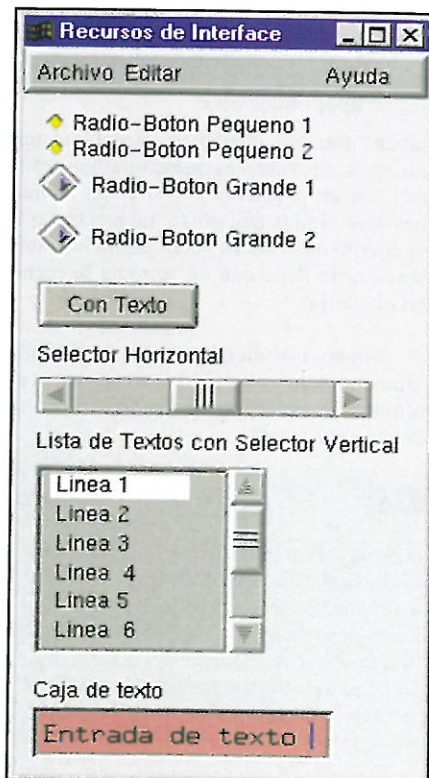 Recursos de Interface
Archivo Editar Ayuda
Radio-Boton Pequeno 1
Radio-Boton Pequeno 2
Radio-Boton Grande 1
Radio-Boton Grande 2
Con Texto
Selector Horizontal
Lista de Textos con Selector Vertical
Linea 1
Linea 2
Linea 3
Linea 4
Linea 5
Linea 6
Caja de texto
Entrada de texto